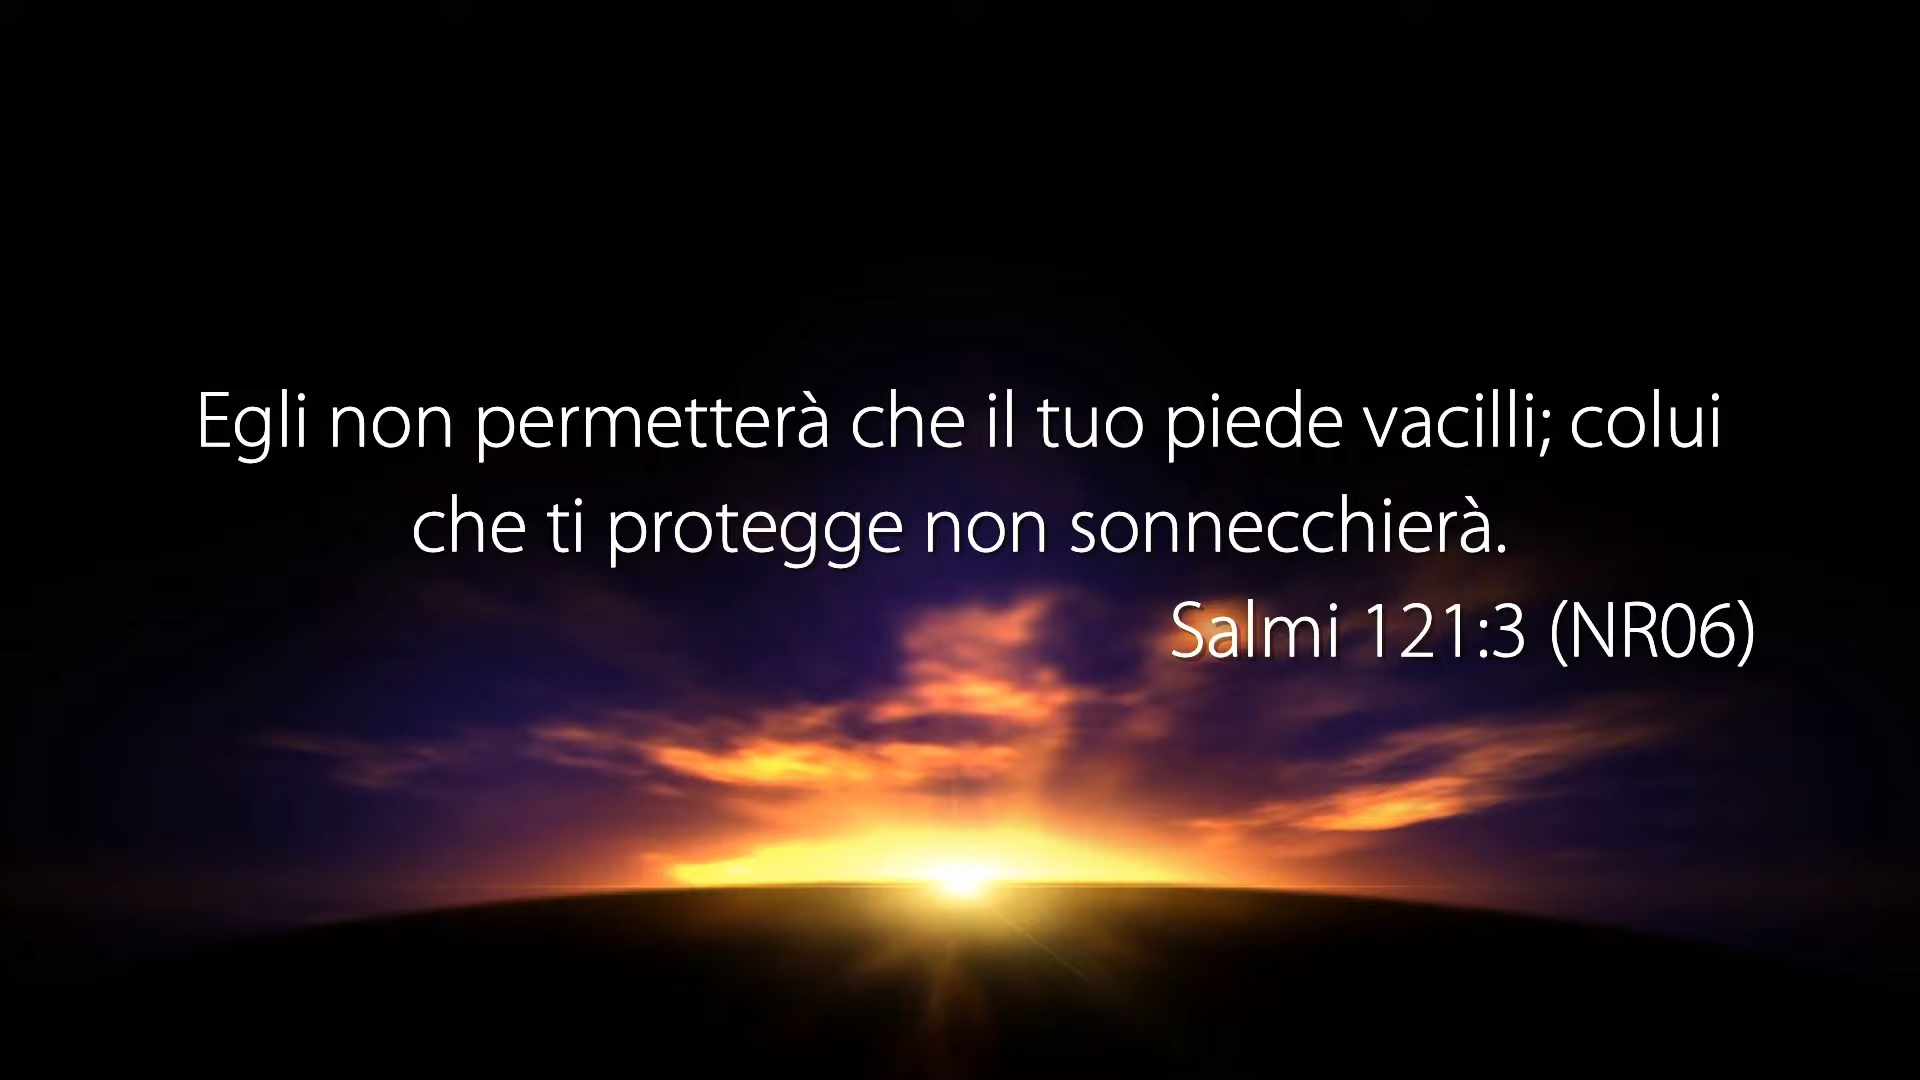 Egli non permetterà che il tuo piede vacilli; colui
che ti protegge non sonnecchierà.
Salmi 121:3 (NR06)